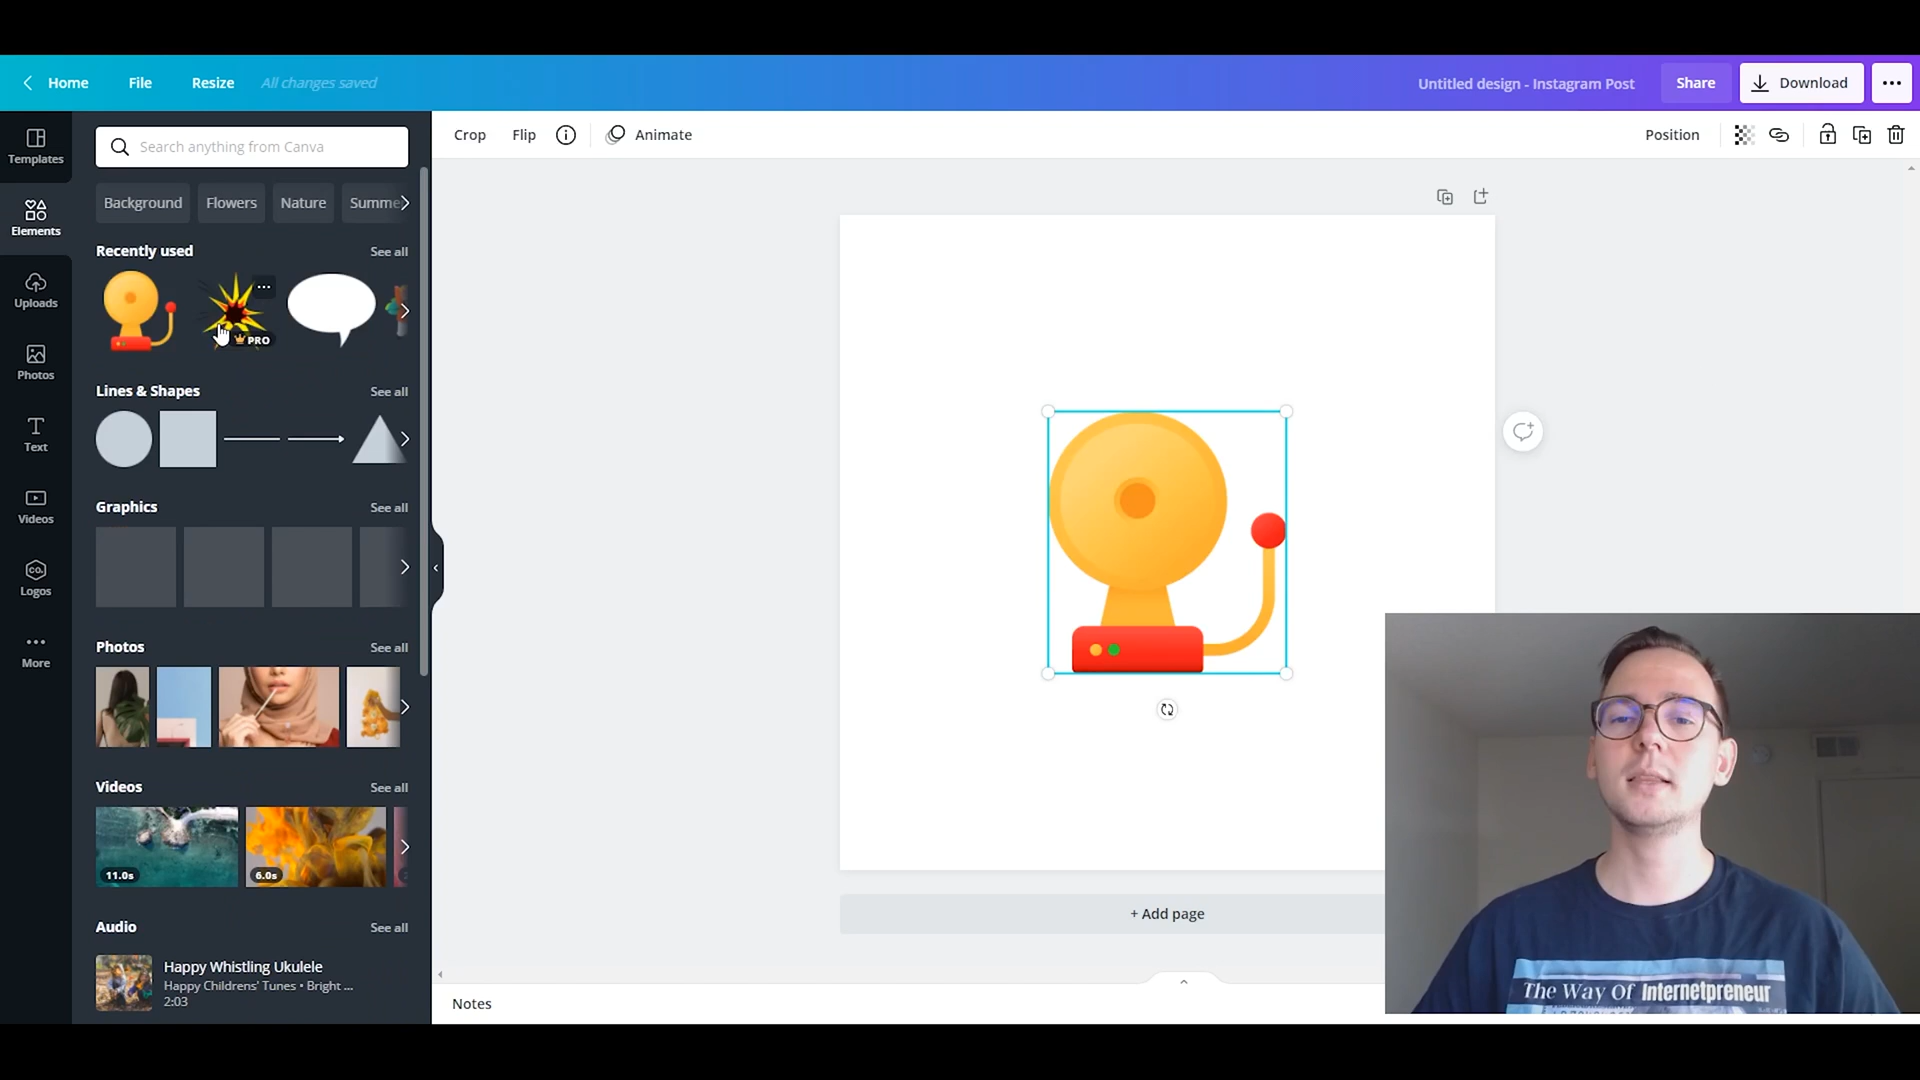 Home
File
Resize
All changes saved
Untitled design - Instagram Post
Share
Download
Templates
Elements
Uploads
Photos
Text
Videos
Logos
More
CO.
Search anything from Canva
Background
Flowers
Nature
Summe
Recently used
See all
PRO
Lines & Shapes
See all
Graphics
See all
Photos
See all
Videos
See all
11.0s
6.0s
Audio
See all
Happy Whistling Ukulele
Happy Childrens' Tunes • Bright ...
2:03
Crop
Flip
Animate
Position
+ Add page
Notes
The Way Of Internetpreneur